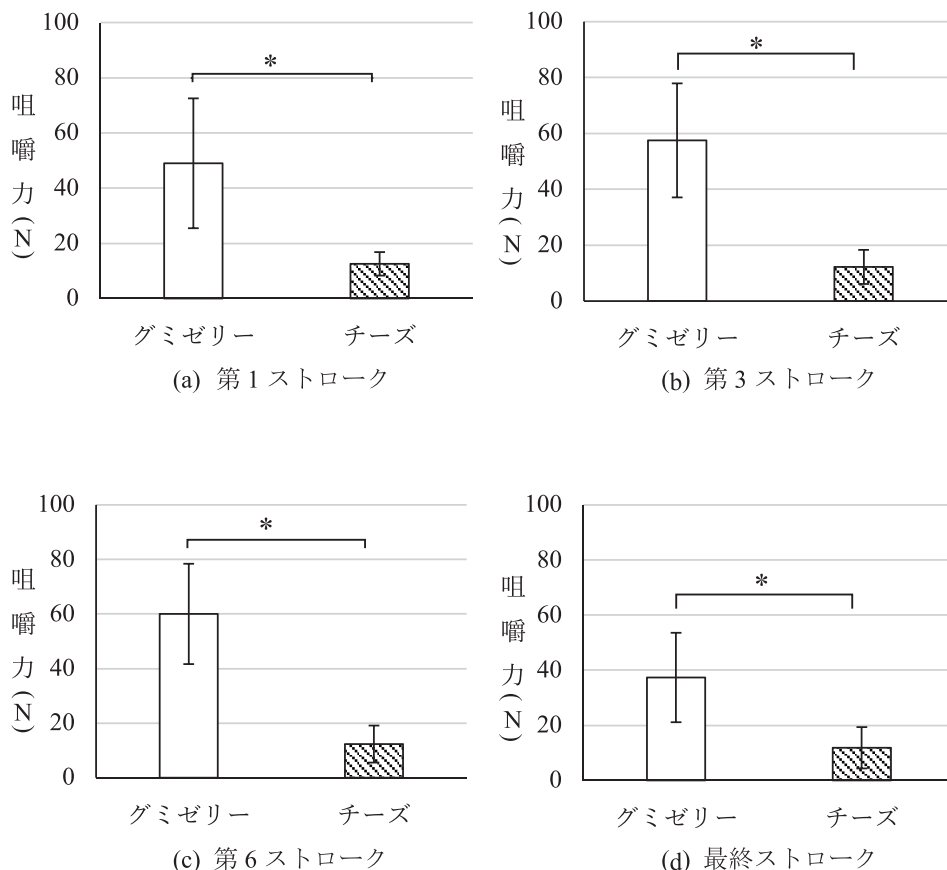 100
80
60
40
20
0
咀嚼力(N)
*
グミゼリー チーズ
(a) 第1ストローク
100
80
60
40
20
0
咀嚼力(N)
*
グミゼリー チーズ
(b) 第3ストローク
100
80
60
40
20
0
咀嚼力(N)
*
グミゼリー チーズ
(c) 第6ストローク
100
80
60
40
20
0
咀嚼力(N)
*
グミゼリー チーズ
(d) 最終ストローク